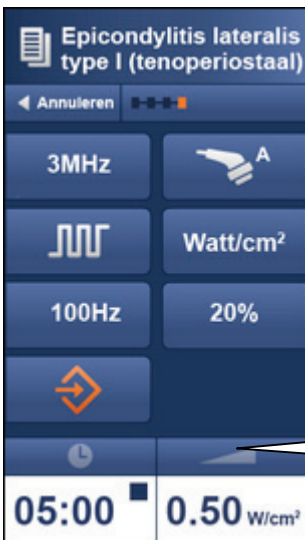 Epicondylitis lateralis
type I (tenoperiostaal)
Annuleren
3MHz
A
Watt/cm²
100Hz
20%
05:00
0.50 W/cm²